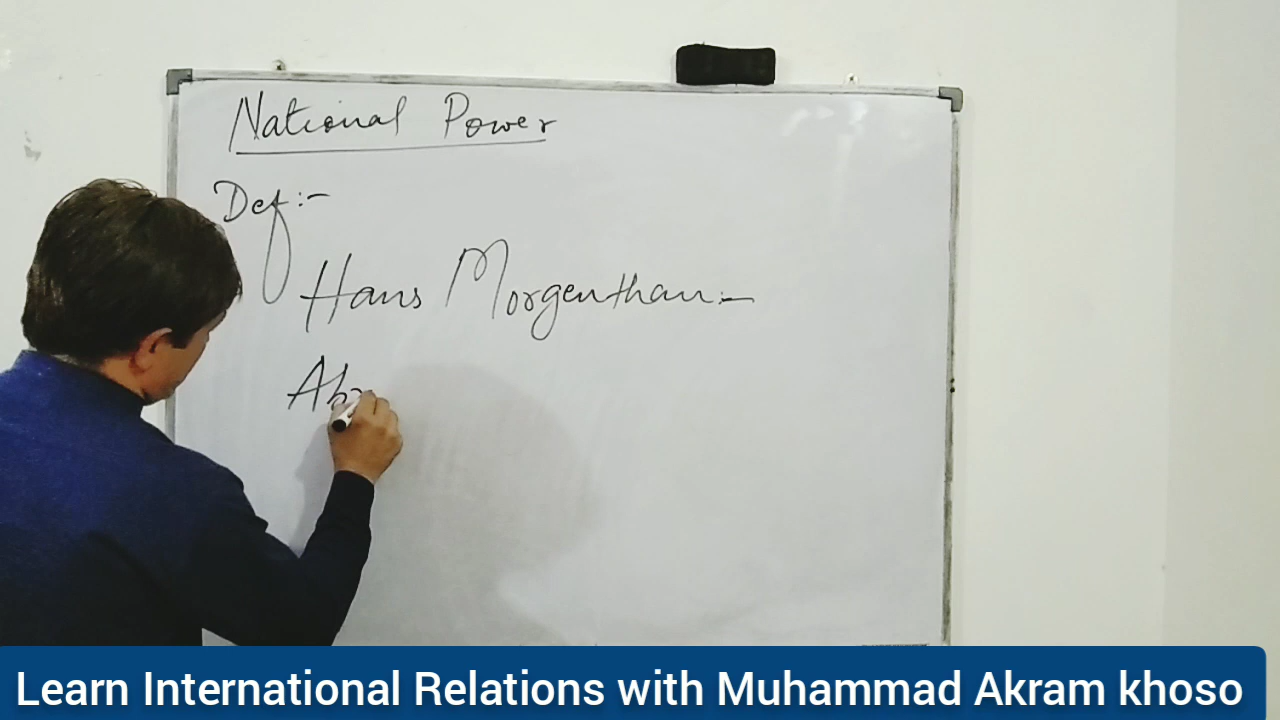 National Power
Def:-
Hans Morgenthau:-
Learn International Relations with Muhammad Akram khoso